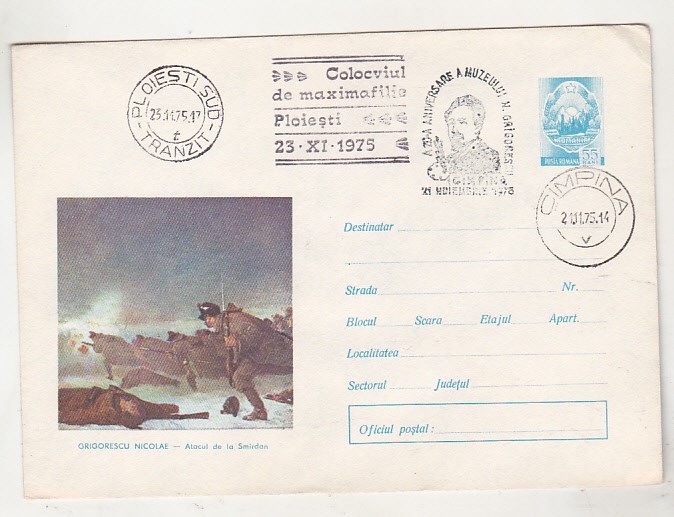 PLOIEȘTI SUD
23.11.75.17
t
TRANZIT
Colocviul
de maximafilie
Ploiești
23·XI·1975
ANIVERSARE A MUZEULUI N. GRIGORESCU
CIMPINA
21 NOIEMBRIE 1975
POSTA ROMANA 55
CIMPINA
21.11.75.14
V
Destinatar
Strada Nr.
Blocul Scara Etajul Apart.
Localitatea
Sectorul Județul
Oficiul poștal :
GRIGORESCU NICOLAE — Atacul de la Smîrdan